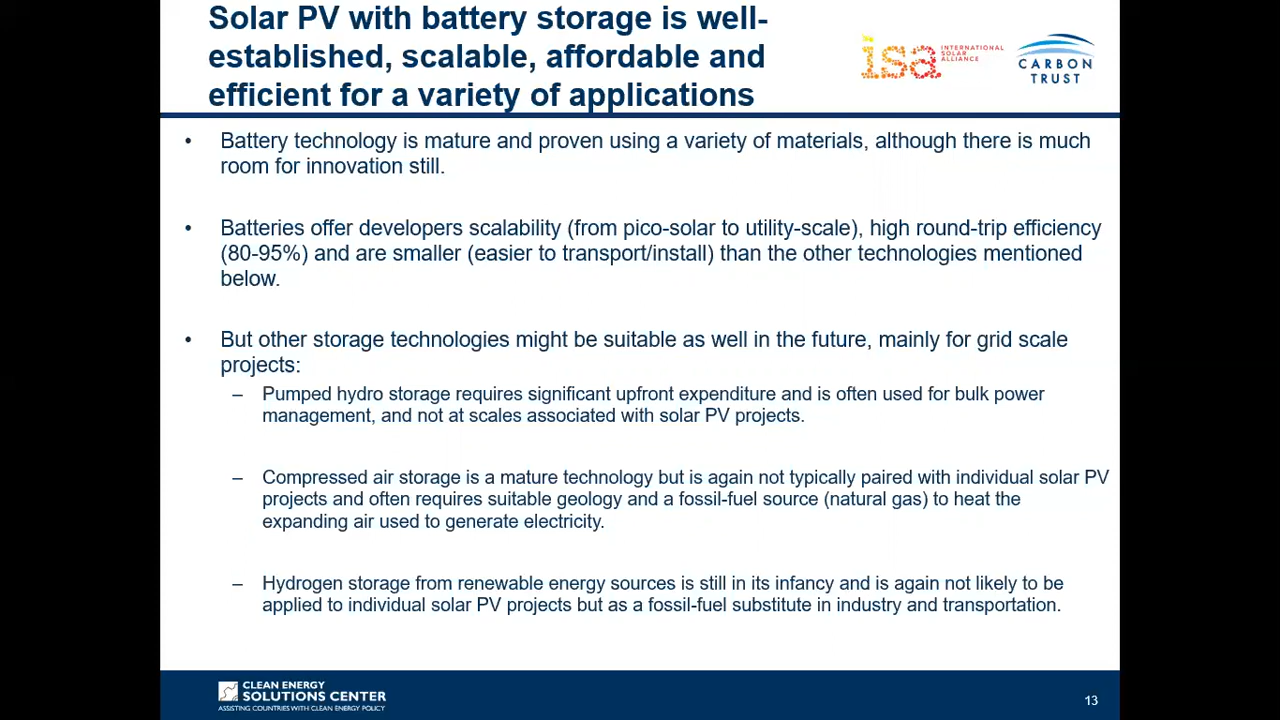 Solar PV with battery storage is well-
established, scalable, affordable and
efficient for a variety of applications
isa INTERNATIONAL
SOLAR
ALLIANCE
CARBON
TRUST
• Battery technology is mature and proven using a variety of materials, although there is much
room for innovation still.
• Batteries offer developers scalability (from pico-solar to utility-scale), high round-trip efficiency
(80-95%) and are smaller (easier to transport/install) than the other technologies mentioned
below.
• But other storage technologies might be suitable as well in the future, mainly for grid scale
projects:
– Pumped hydro storage requires significant upfront expenditure and is often used for bulk power
management, and not at scales associated with solar PV projects.
– Compressed air storage is a mature technology but is again not typically paired with individual solar PV
projects and often requires suitable geology and a fossil-fuel source (natural gas) to heat the
expanding air used to generate electricity.
– Hydrogen storage from renewable energy sources is still in its infancy and is again not likely to be
applied to individual solar PV projects but as a fossil-fuel substitute in industry and transportation.
CLEAN ENERGY
SOLUTIONS CENTER
ASSISTING COUNTRIES WITH CLEAN ENERGY POLICY
13